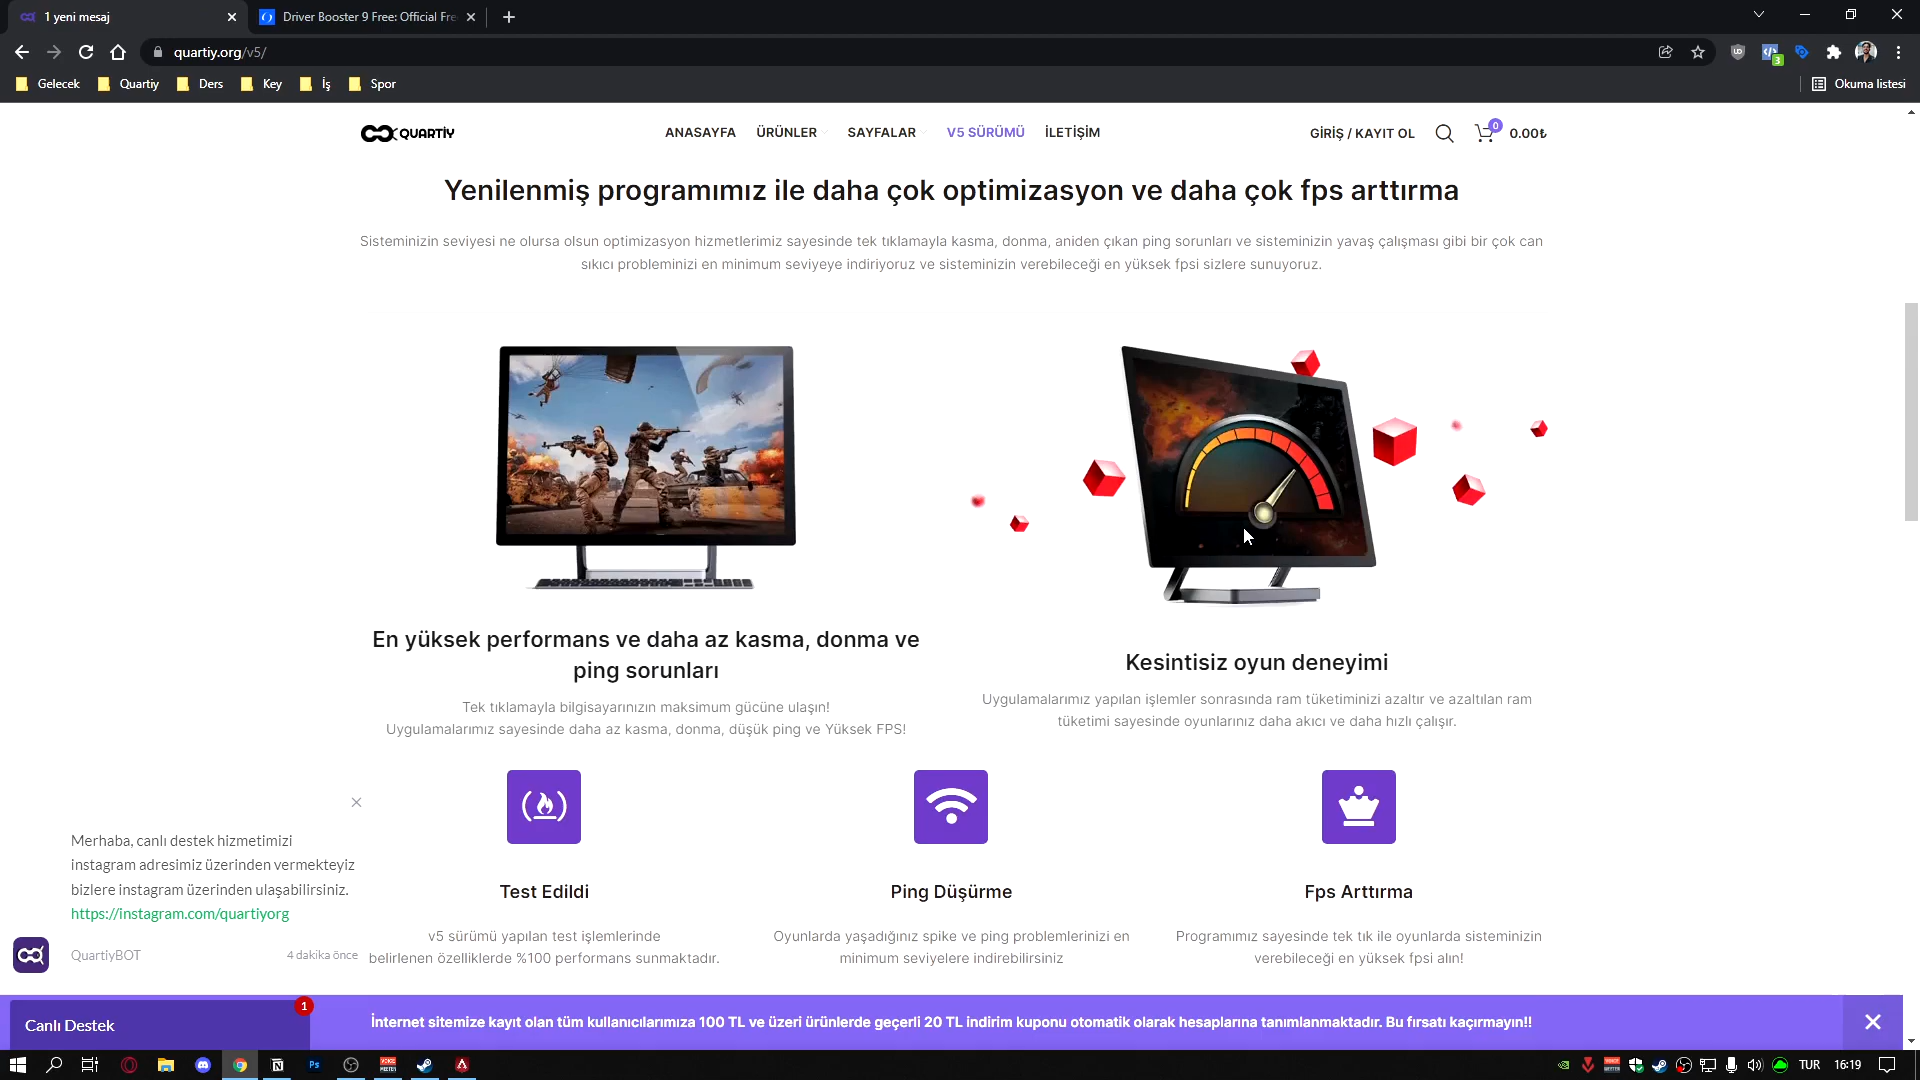 1 yeni mesaj
Driver Booster 9 Free: Official Fre
quartiy.org/v5/
3
Gelecek
Quartiy
Ders
Key
İş
Spor
Okuma listesi
QUARTİY
ANASAYFA
ÜRÜNLER
SAYFALAR
V5 SÜRÜMÜ
İLETİŞİM
GİRİŞ / KAYIT OL
0
0.00₺
Yenilenmiş programımız ile daha çok optimizasyon ve daha çok fps arttırma
Sisteminizin seviyesi ne olursa olsun optimizasyon hizmetlerimiz sayesinde tek tıklamayla kasma, donma, aniden çıkan ping sorunları ve sisteminizin yavaş çalışması gibi bir çok can
sıkıcı probleminizi en minimum seviyeye indiriyoruz ve sisteminizin verebileceği en yüksek fpsi sizlere sunuyoruz.
En yüksek performans ve daha az kasma, donma ve
ping sorunları
Tek tıklamayla bilgisayarınızın maksimum gücüne ulaşın!
Uygulamalarımız sayesinde daha az kasma, donma, düşük ping ve Yüksek FPS!
Kesintisiz oyun deneyimi
Uygulamalarımız yapılan işlemler sonrasında ram tüketiminizi azaltır ve azaltılan ram
tüketimi sayesinde oyunlarınız daha akıcı ve daha hızlı çalışır.
Test Edildi
v5 sürümü yapılan test işlemlerinde
belirlenen özelliklerde %100 performans sunmaktadır.
Ping Düşürme
Oyunlarda yaşadığınız spike ve ping problemlerinizi en
minimum seviyelere indirebilirsiniz
Fps Arttırma
Programımız sayesinde tek tık ile oyunlarda sisteminizin
verebileceği en yüksek fpsi alın!
Merhaba, canlı destek hizmetimizi
instagram adresimiz üzerinden vermekteyiz
bizlere instagram üzerinden ulaşabilirsiniz.
https://instagram.com/quartiyorg
QuartiyBOT
4 dakika önce
Canlı Destek
1
İnternet sitemize kayıt olan tüm kullanıcılarımıza 100 TL ve üzeri ürünlerde geçerli 20 TL indirim kuponu otomatik olarak hesaplarına tanımlanmaktadır. Bu fırsatı kaçırmayın!!
Ps
TUR
16:19